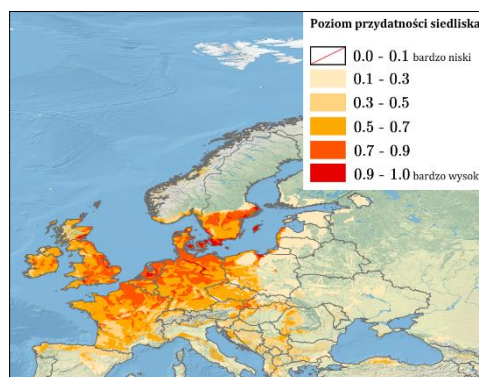 Poziom przydatności siedliska
0.0 - 0.1 bardzo niski
0.1 - 0.3
0.3 - 0.5
0.5 - 0.7
0.7 - 0.9
0.9 - 1.0 bardzo wysok